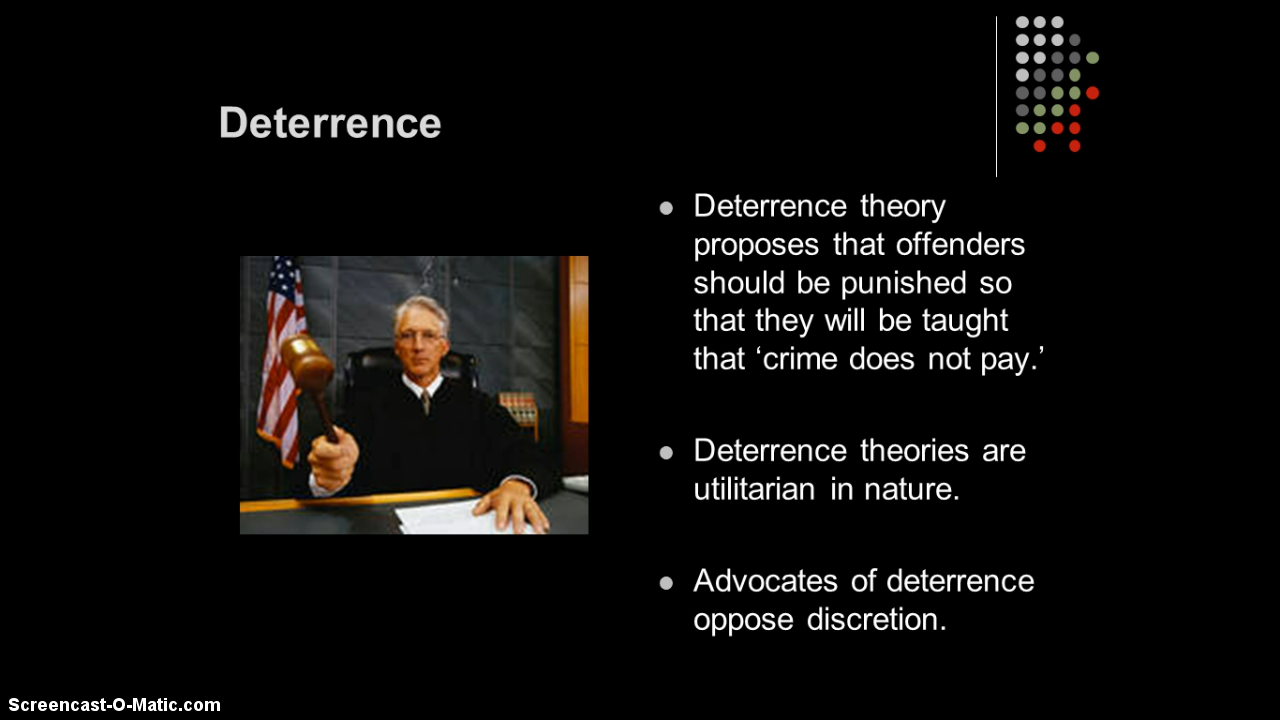 Deterrence
Deterrence theory
proposes that offenders
should be punished so
that they will be taught
that ‘crime does not pay.’
Deterrence theories are
utilitarian in nature.
Advocates of deterrence
oppose discretion.
Screencast-O-Matic.com